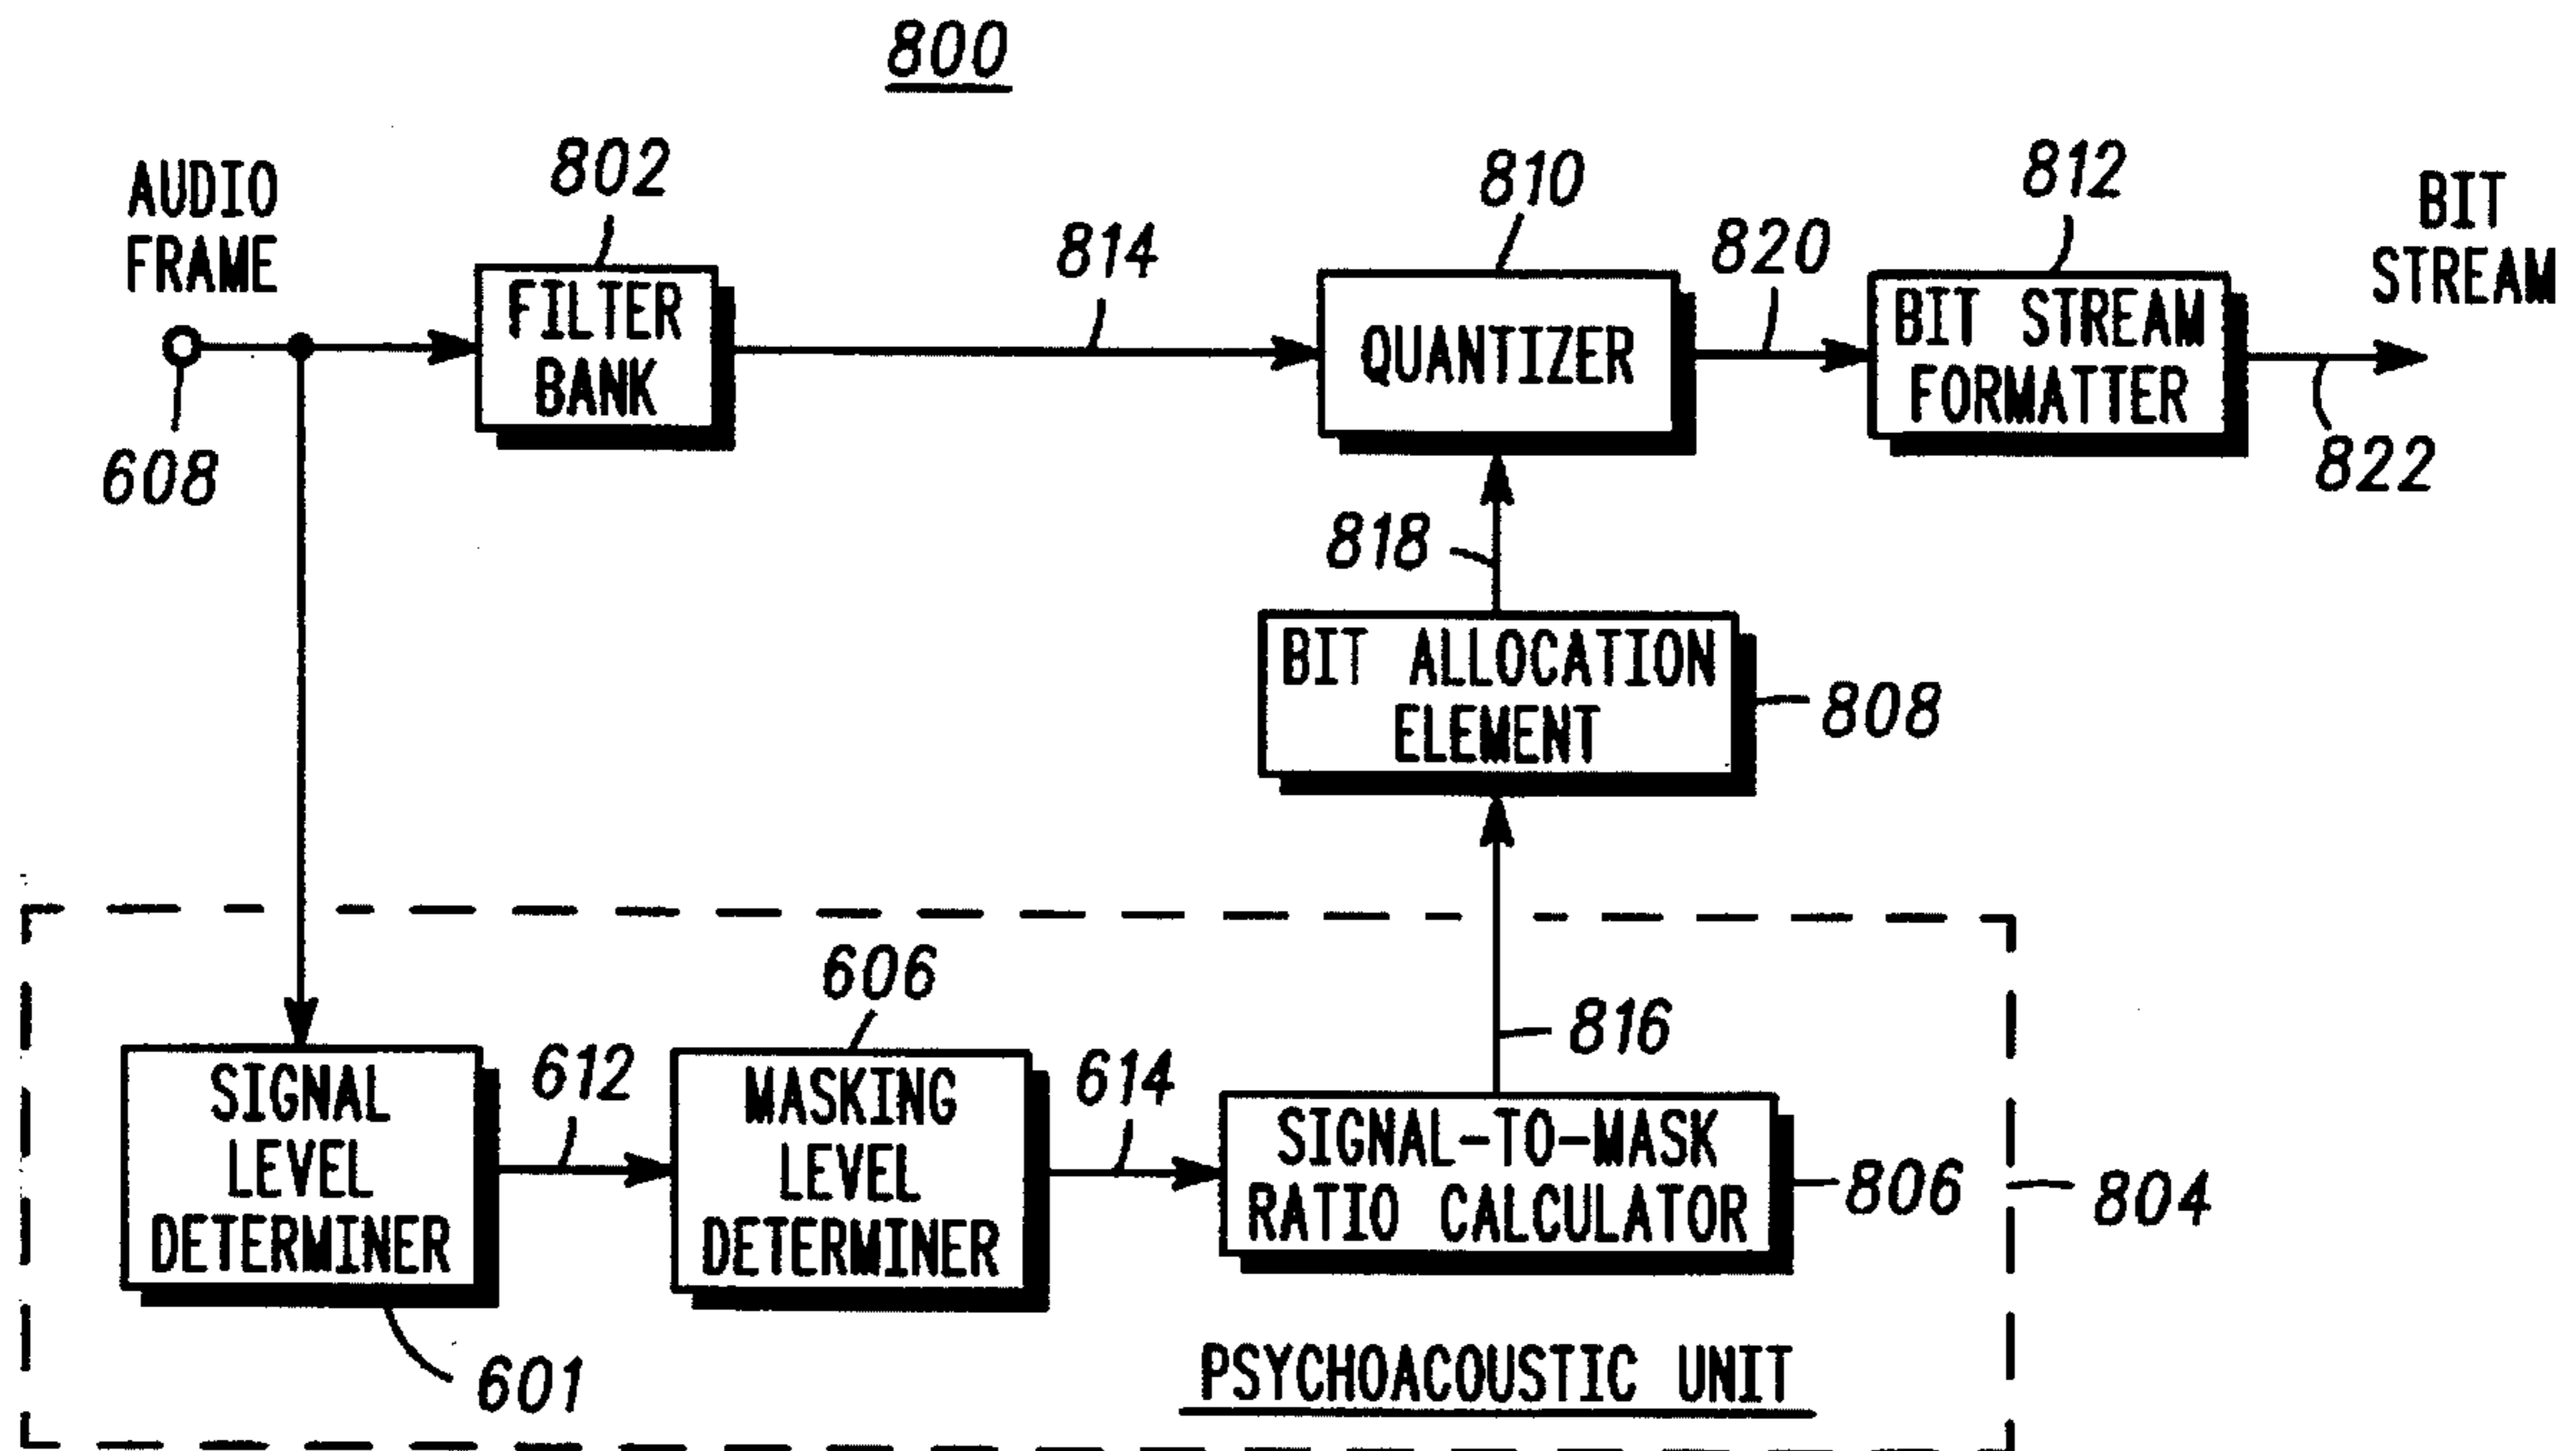 800
AUDIO
FRAME
608
802
FILTER
BANK
814
810
QUANTIZER
820
812
BIT STREAM
FORMATTER
BIT
STREAM
822
818
BIT ALLOCATION
ELEMENT
808
816
SIGNAL
LEVEL
DETERMINER
601
612
606
MASKING
LEVEL
DETERMINER
614
SIGNAL-TO-MASK
RATIO CALCULATOR
806
804
PSYCHOACOUSTIC UNIT